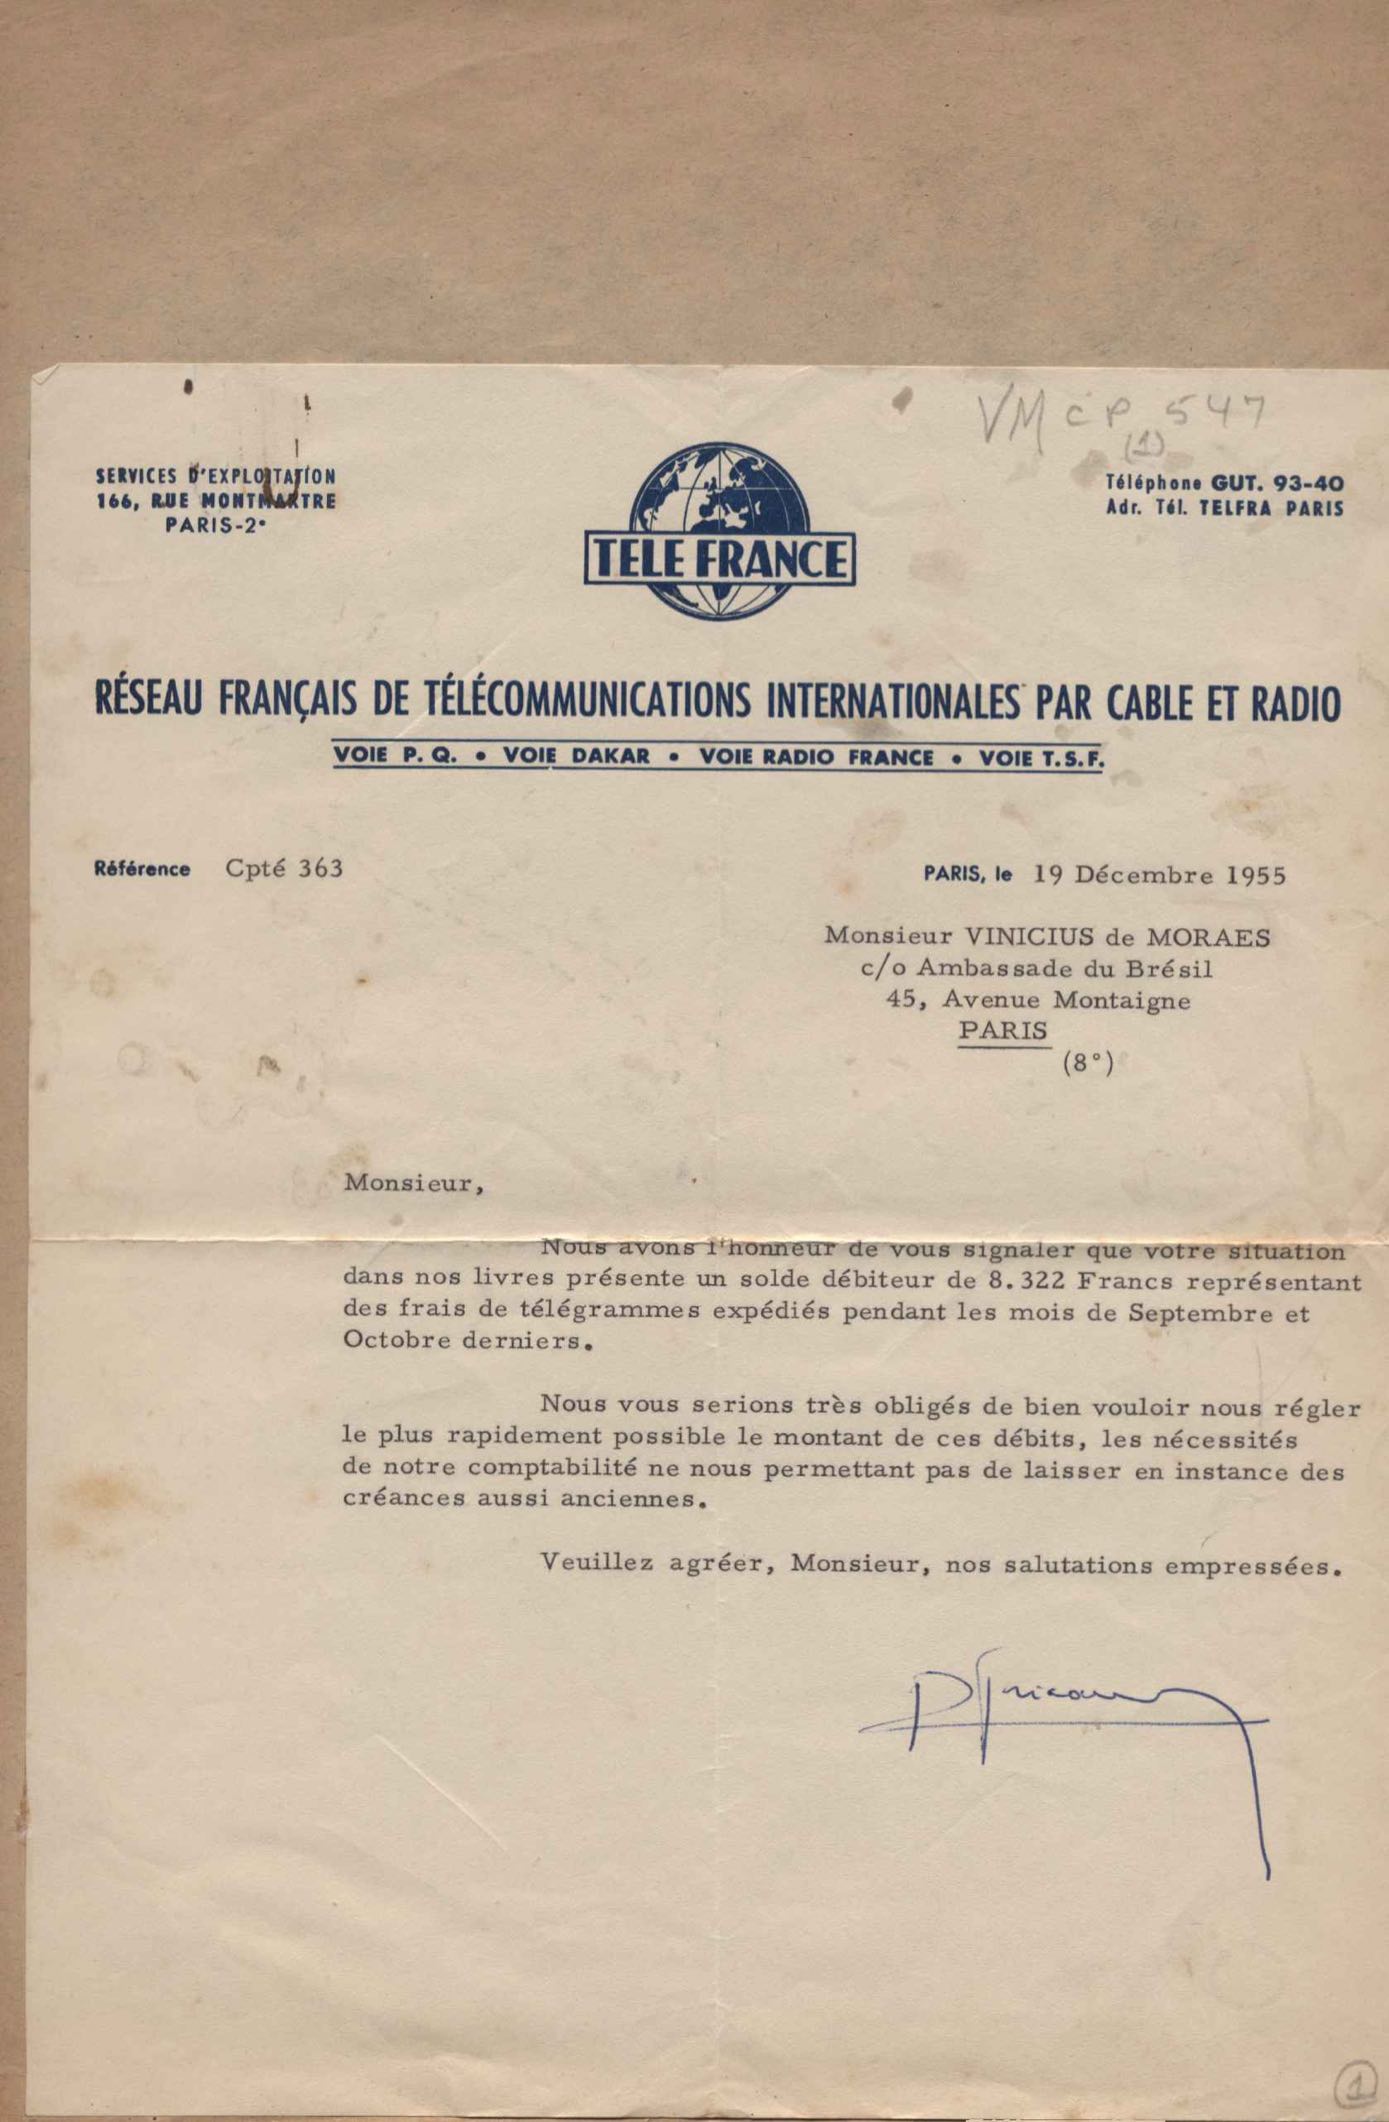 VM CP 547
(1)
SERVICES D'EXPLOITATION
166, RUE MONTMARTRE
PARIS-2e
TELE FRANCE
Téléphone GUT. 93-40
Adr. Tél. TELFRA PARIS
RÉSEAU FRANÇAIS DE TÉLÉCOMMUNICATIONS INTERNATIONALES PAR CABLE ET RADIO
VOIE P. Q. • VOIE DAKAR • VOIE RADIO FRANCE • VOIE T.S.F.
Référence Cpté 363
PARIS, le 19 Décembre 1955
Monsieur VINICIUS de MORAES
c/o Ambassade du Brésil
45, Avenue Montaigne
PARIS
(8°)
Monsieur,
Nous avons l'honneur de vous signaler que votre situation
dans nos livres présente un solde débiteur de 8.322 Francs représentant
des frais de télégrammes expédiés pendant les mois de Septembre et
Octobre derniers.
Nous vous serions très obligés de bien vouloir nous régler
le plus rapidement possible le montant de ces débits, les nécessités
de notre comptabilité ne nous permettant pas de laisser en instance des
créances aussi anciennes.
Veuillez agréer, Monsieur, nos salutations empressées.
1